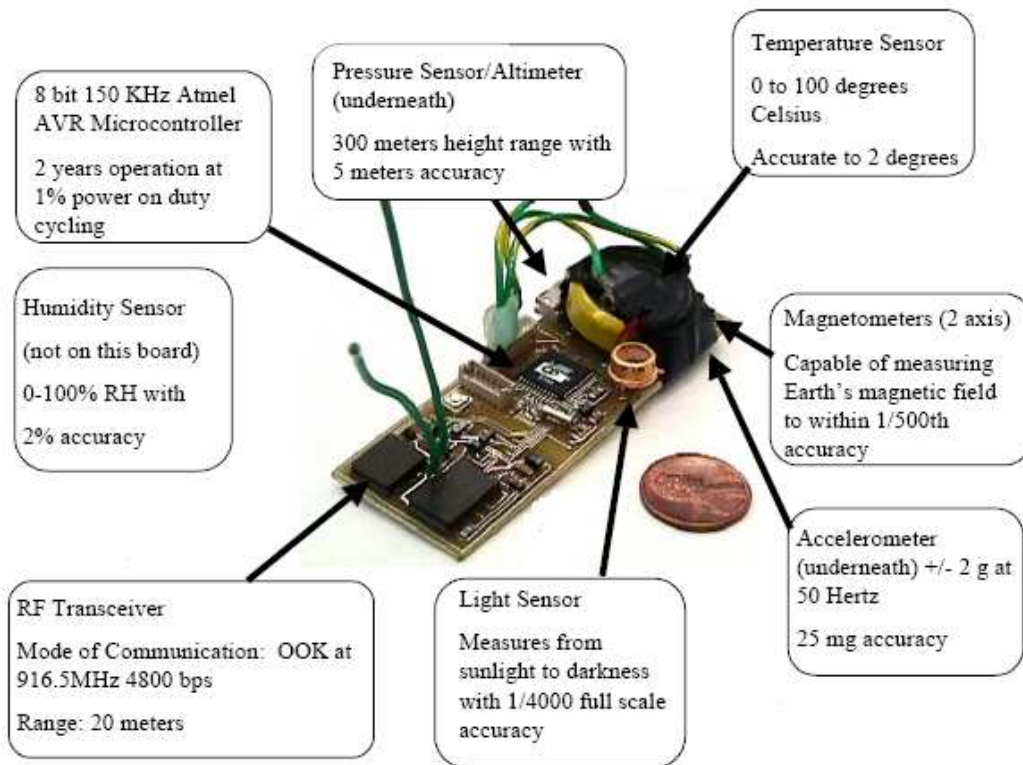 8 bit 150 KHz Atmel
AVR Microcontroller
2 years operation at
1% power on duty
cycling
Pressure Sensor/Altimeter
(underneath)
300 meters height range with
5 meters accuracy
Temperature Sensor
0 to 100 degrees
Celsius
Accurate to 2 degrees
Humidity Sensor
(not on this board)
0-100% RH with
2% accuracy
Magnetometers (2 axis)
Capable of measuring
Earth’s magnetic field
to within 1/500th
accuracy
RF Transceiver
Mode of Communication:  OOK at
916.5MHz 4800 bps
Range: 20 meters
Light Sensor
Measures from
sunlight to darkness
with 1/4000 full scale
accuracy
Accelerometer
(underneath) +/- 2 g at
50 Hertz
25 mg accuracy